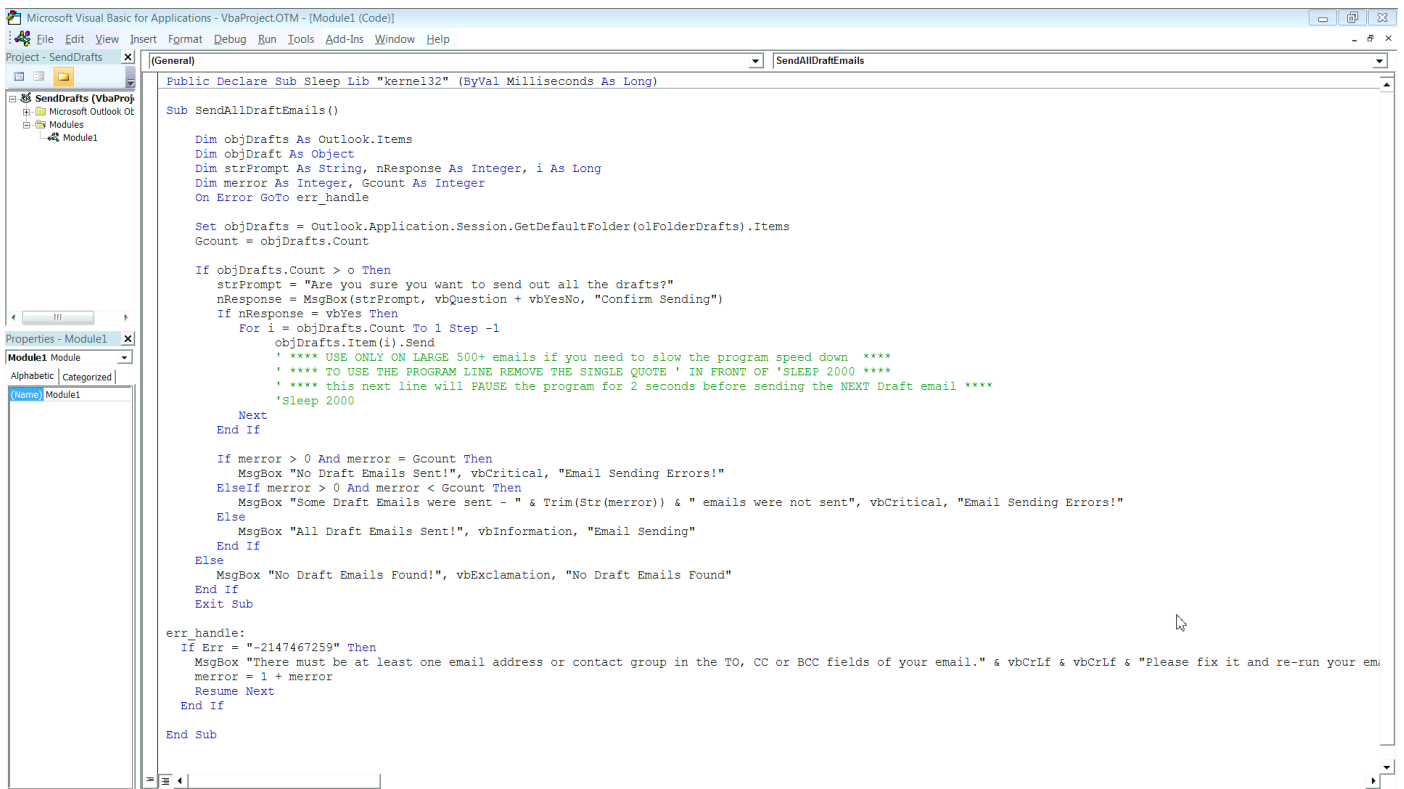 Microsoft Visual Basic for Applications - VbaProject.OTM - [Module1 (Code)]
File Edit View Insert Format Debug Run Tools Add-Ins Window Help
Project - SendDrafts
SendDrafts (VbaProj
Microsoft Outlook Ob
Modules
Module1
Properties - Module1
Module1 Module
Alphabetic Categorized
(Name) Module1
(General) SendAllDraftEmails
Public Declare Sub Sleep Lib "kernel32" (ByVal Milliseconds As Long)
Sub SendAllDraftEmails()
Dim objDrafts As Outlook.Items
Dim objDraft As Object
Dim strPrompt As String, nResponse As Integer, i As Long
Dim merror As Integer, Gcount As Integer
On Error GoTo err_handle
Set objDrafts = Outlook.Application.Session.GetDefaultFolder(olFolderDrafts).Items
Gcount = objDrafts.Count
If objDrafts.Count > o Then
strPrompt = "Are you sure you want to send out all the drafts?"
nResponse = MsgBox(strPrompt, vbQuestion + vbYesNo, "Confirm Sending")
If nResponse = vbYes Then
For i = objDrafts.Count To 1 Step -1
objDrafts.Item(i).Send
' **** USE ONLY ON LARGE 500+ emails if you need to slow the program speed down ****
' **** TO USE THE PROGRAM LINE REMOVE THE SINGLE QUOTE ' IN FRONT OF 'SLEEP 2000 ****
' **** this next line will PAUSE the program for 2 seconds before sending the NEXT Draft email ****
'Sleep 2000
Next
End If
If merror > 0 And merror = Gcount Then
MsgBox "No Draft Emails Sent!", vbCritical, "Email Sending Errors!"
ElseIf merror > 0 And merror < Gcount Then
MsgBox "Some Draft Emails were sent - " & Trim(Str(merror)) & " emails were not sent", vbCritical, "Email Sending Errors!"
Else
MsgBox "All Draft Emails Sent!", vbInformation, "Email Sending"
End If
Else
MsgBox "No Draft Emails Found!", vbExclamation, "No Draft Emails Found"
End If
Exit Sub
err_handle:
If Err = "-2147467259" Then
MsgBox "There must be at least one email address or contact group in the TO, CC or BCC fields of your email." & vbCrLf & vbCrLf & "Please fix it and re-run your ema
merror = 1 + merror
Resume Next
End If
End Sub